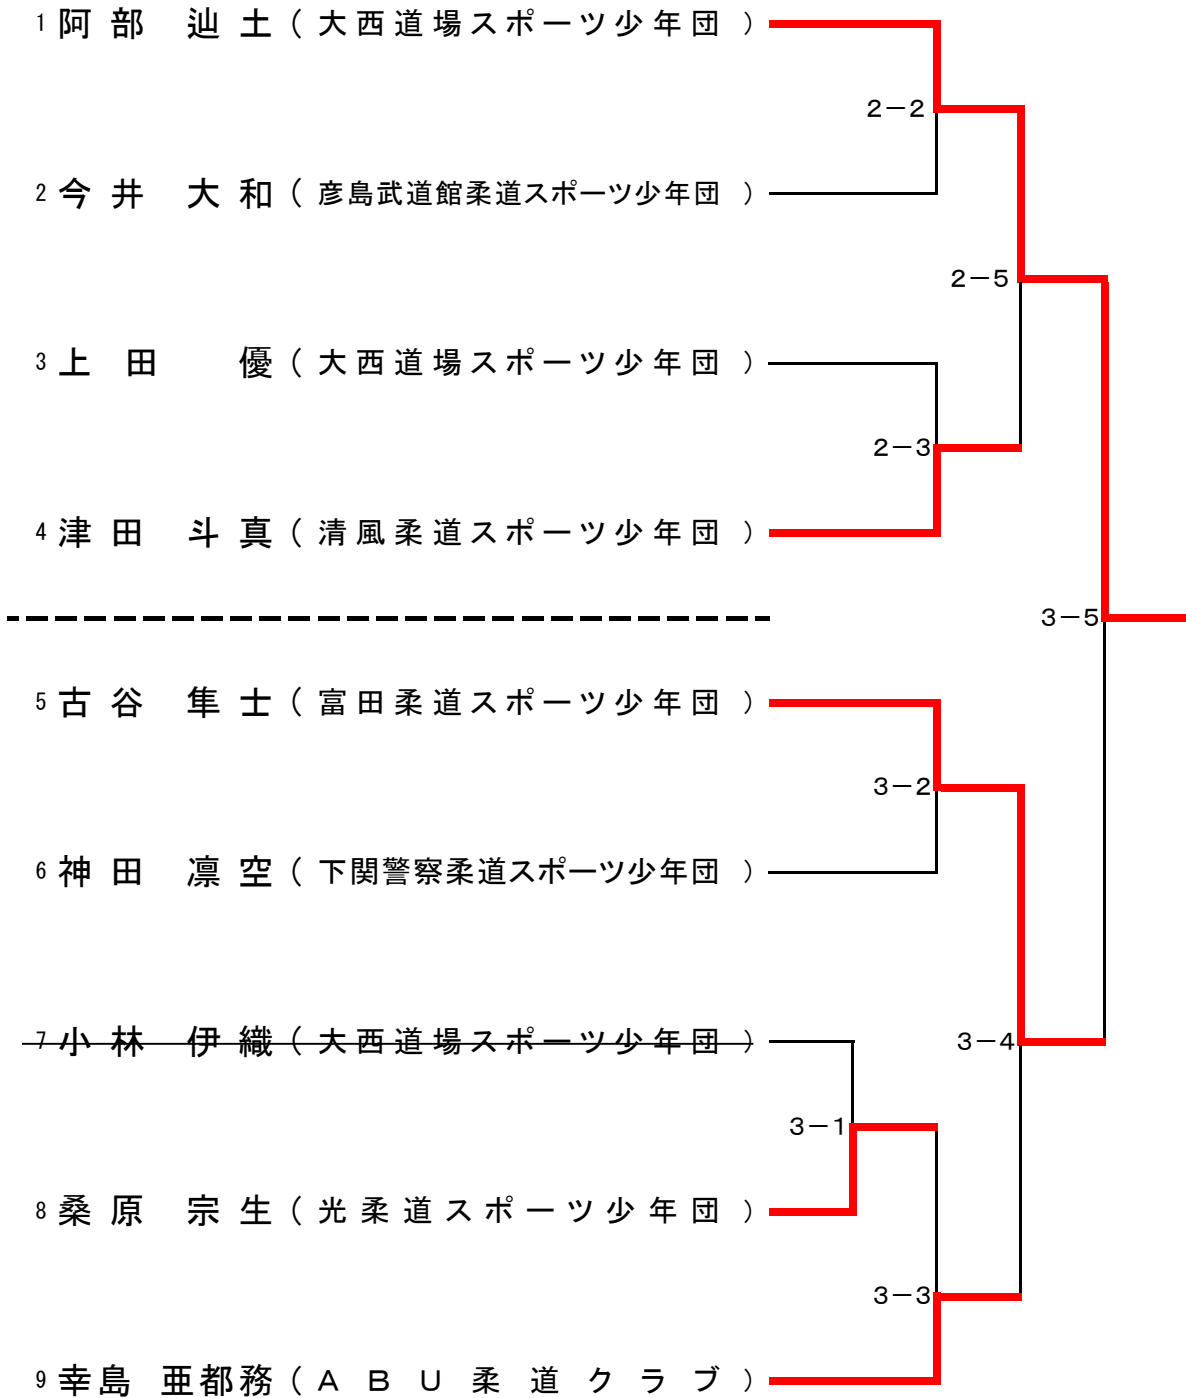 1 阿部 辿土(大西道場スポーツ少年団)
2－2
2 今井 大和(彦島武道館柔道スポーツ少年団)
2－5
3 上田 優(大西道場スポーツ少年団)
2－3
4 津田 斗真(清風柔道スポーツ少年団)
3－5
5 古谷 隼士(富田柔道スポーツ少年団)
3－2
6 神田 凛空(下関警察柔道スポーツ少年団)
7 小林 伊織(大西道場スポーツ少年団)
3－4
3－1
8 桑原 宗生(光柔道スポーツ少年団)
3－3
9 幸島 亜都務(ABU柔道クラブ)